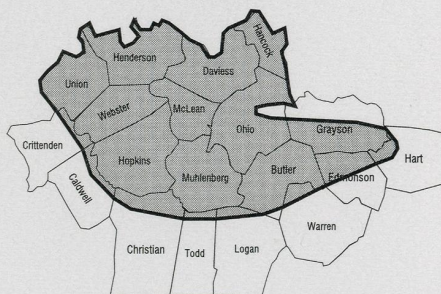 Hancock
Henderson
Daviess
Union
Webster
McLean
Ohio
Grayson
Crittenden
Hopkins
Hart
Butler
Muhlenberg
Edmonson
Caldwell
Warren
Christian
Todd
Logan